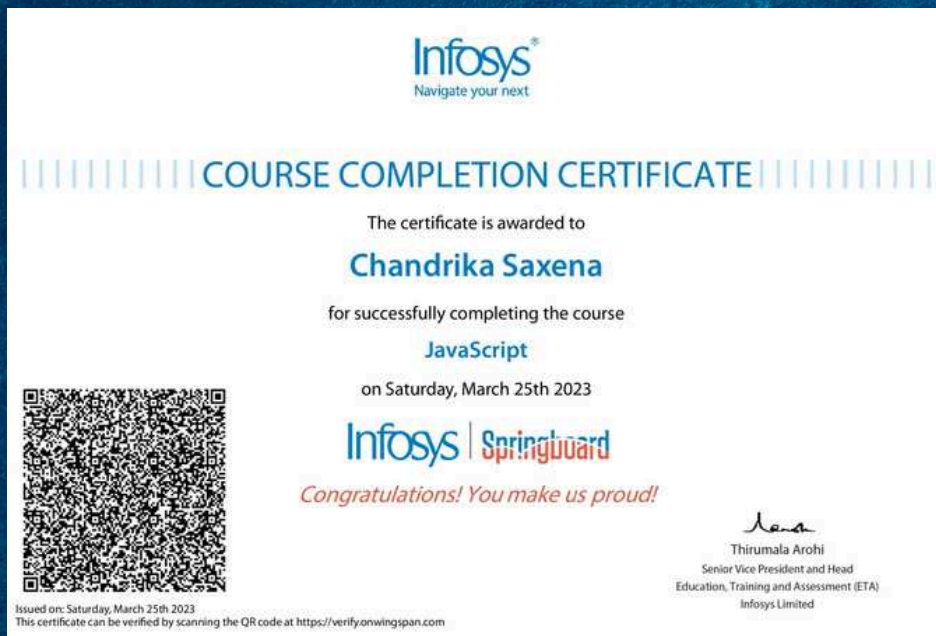 Infosys®
Navigate your next
COURSE COMPLETION CERTIFICATE
The certificate is awarded to
Chandrika Saxena
for successfully completing the course
JavaScript
on Saturday, March 25th 2023
Infosys | Springboard
Congratulations! You make us proud!
Thirumala Arohi
Senior Vice President and Head
Education, Training and Assessment (ETA)
Infosys Limited
Issued on: Saturday, March 25th 2023
This certificate can be verified by scanning the QR code at https://verify.onwingspan.com